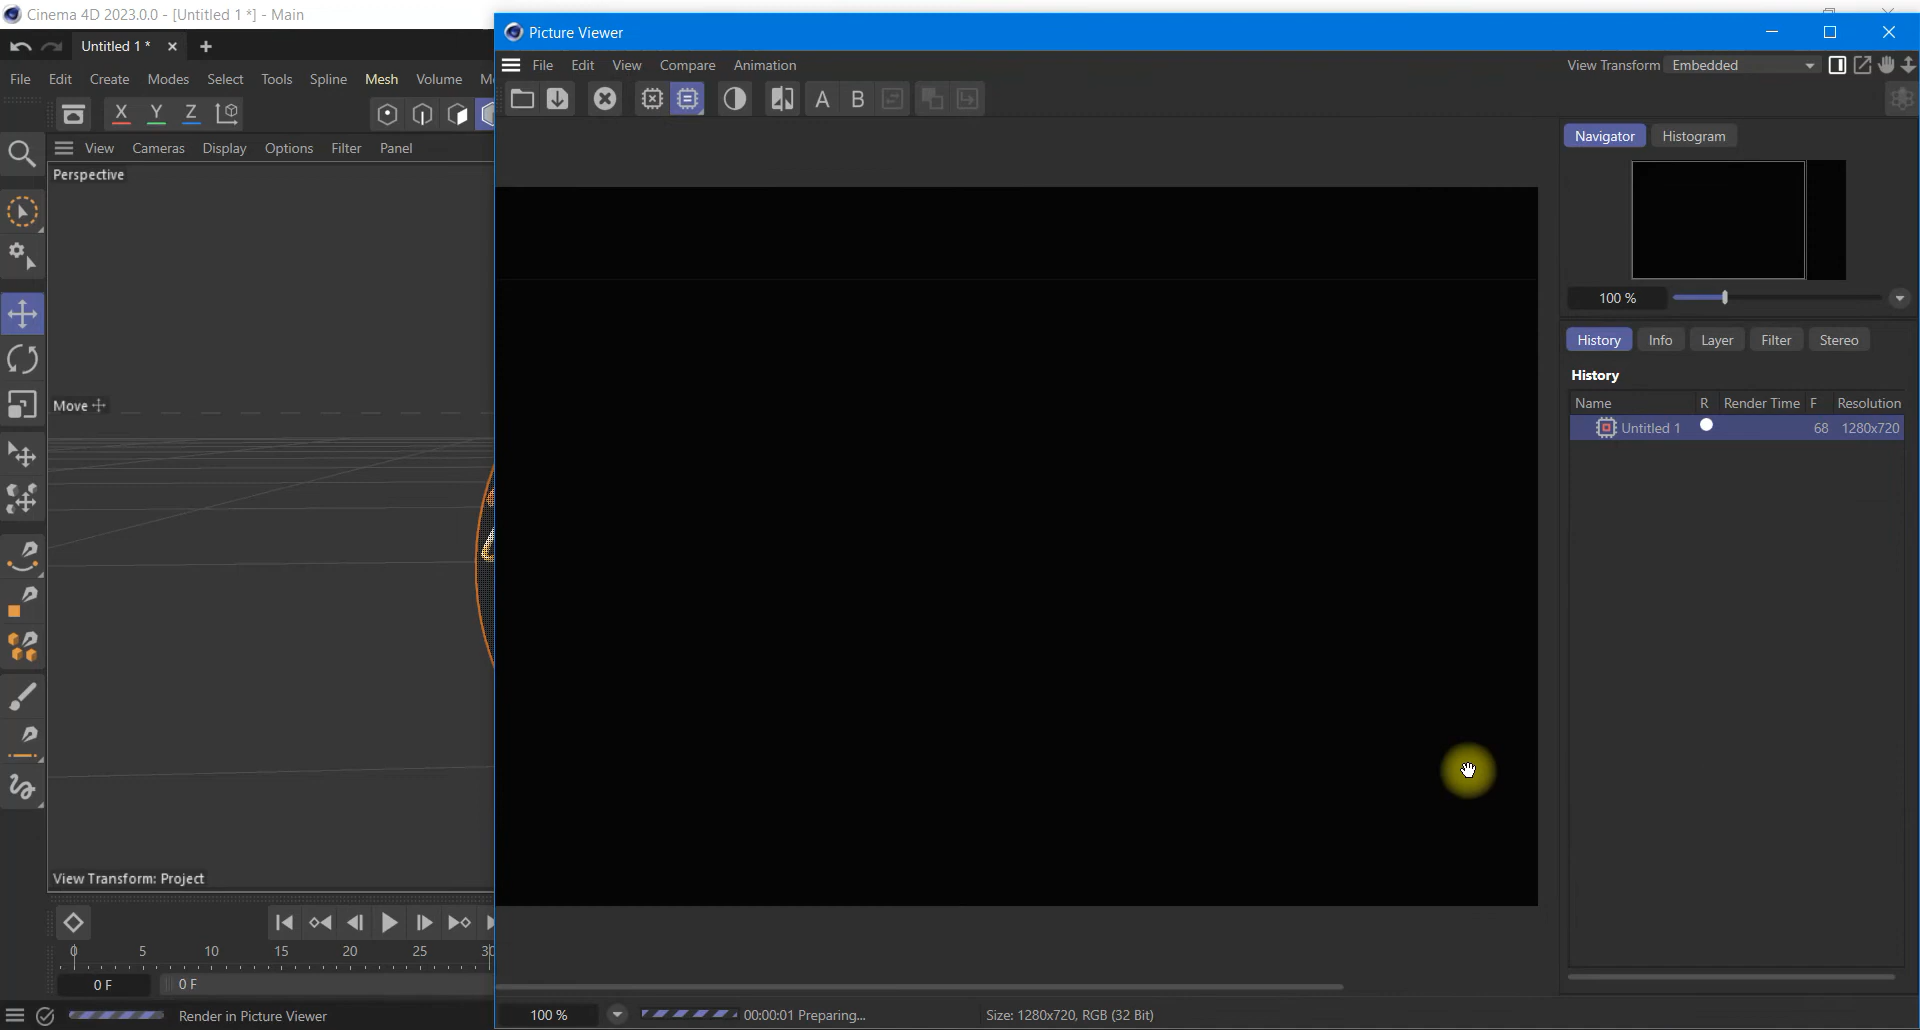 Cinema 4D 2023.0.0 - [Untitled 1 *] - Main
Untitled 1 *
File Edit Create Modes Select Tools Spline Mesh Volume
X Y Z
View Cameras Display Options Filter Panel
Perspective
Move
View Transform: Project
0 5 10 15 20 25
0 F 0 F
Render in Picture Viewer
Picture Viewer
File Edit View Compare Animation
View Transform Embedded
A B
Navigator Histogram
100 %
History Info Layer Filter Stereo
History
Name R Render Time F Resolution
Untitled 1 68 1280x720
100 % 00:00:01 Preparing... Size: 1280x720, RGB (32 Bit)